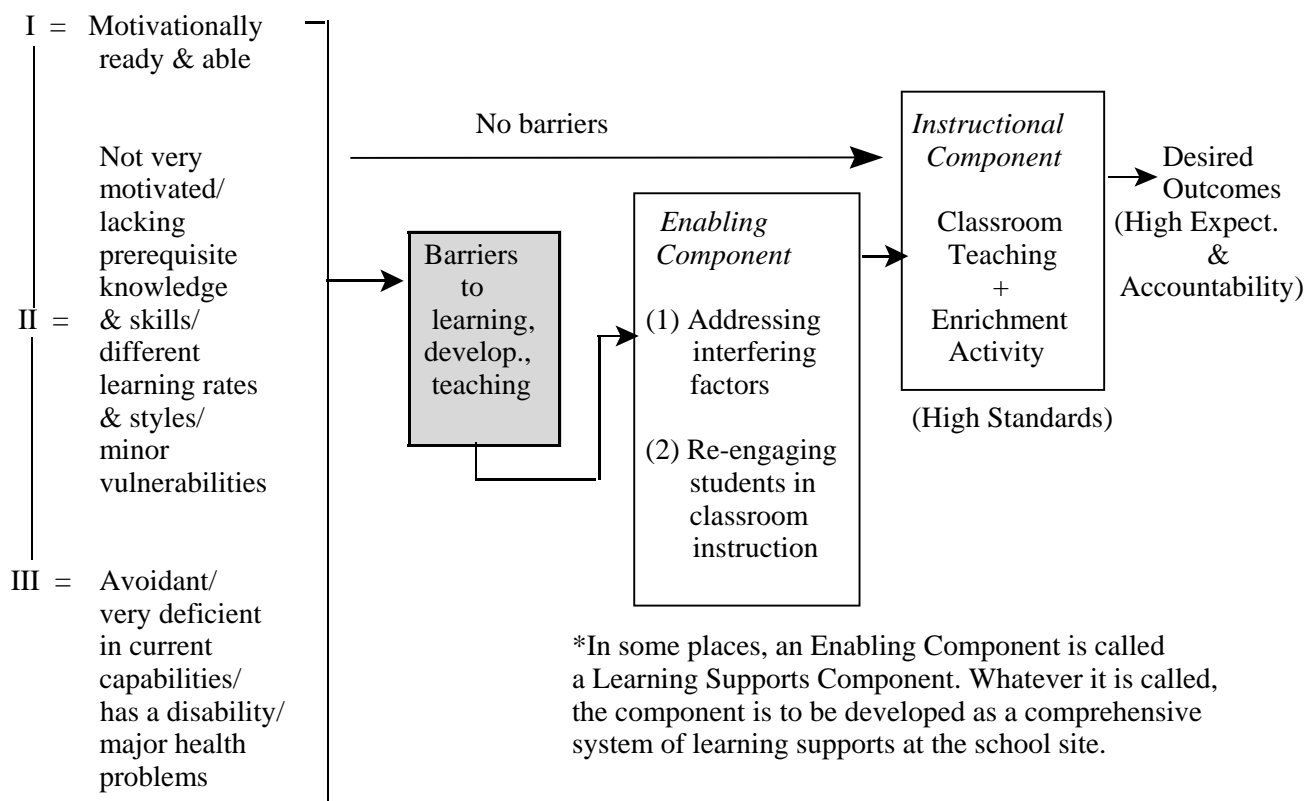 I = Motivationally
ready & able
Not very
motivated/
lacking
prerequisite
knowledge
II = & skills/
different
learning rates
& styles/
minor
vulnerabilities
III = Avoidant/
very deficient
in current
capabilities/
has a disability/
major health
problems
No barriers
Barriers
to
learning,
develop.,
teaching
Enabling
Component
(1) Addressing
interfering
factors
(2) Re-engaging
students in
classroom
instruction
Instructional
Component
Classroom
Teaching
+
Enrichment
Activity
(High Standards)
Desired
Outcomes
(High Expect.
&
Accountability)
*In some places, an Enabling Component is called
a Learning Supports Component. Whatever it is called,
the component is to be developed as a comprehensive
system of learning supports at the school site.